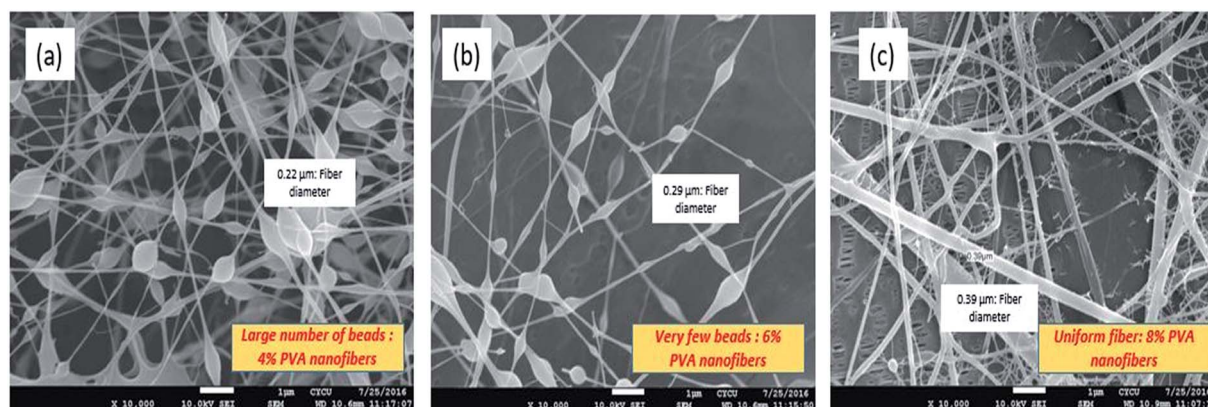 (a)
0.22 μm: Fiber
diameter
Large number of beads :
4% PVA nanofibers
1μm CYCU 7/25/2016
X 10,000 10.0kV SEI SEM WD 10.6mm 11:17:07
(b)
0.29 μm: Fiber
diameter
Very few beads : 6%
PVA nanofibers
1μm CYCU 7/25/2016
X 10,000 10.0kV SEI SEM WD 10.6mm 11:15:50
(c)
0.39μm
0.39 μm: Fiber
diameter
Uniform fiber: 8% PVA
nanofibers
1μm CYCU 7/25/2016
X 10,000 10.0kV SEI SEM WD 10.9mm